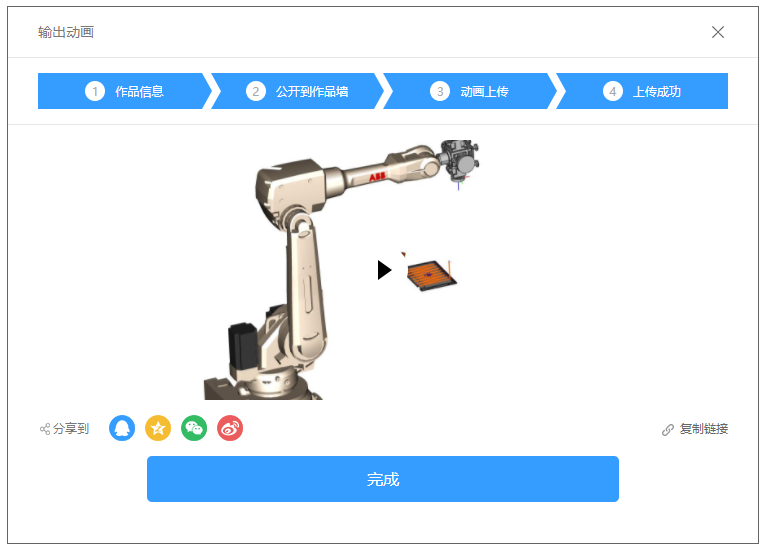 输出动画
1 作品信息
2 公开到作品墙
3 动画上传
4 上传成功
ABB
分享到
复制链接
完成